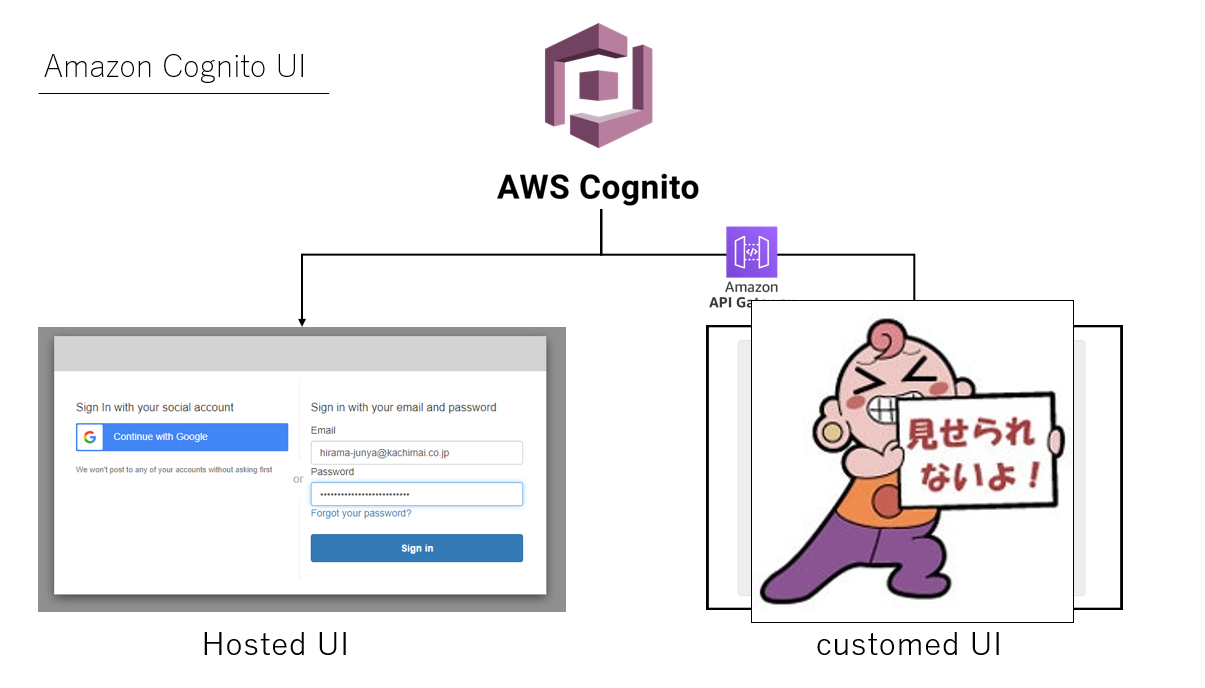 Amazon Cognito UI
AWS Cognito
Amazon
API
Sign In with your social account
Continue with Google
We won't post to any of your accounts without asking first
or
Sign in with your email and password
Email
hirama-junya@kachimai.co.jp
Password
Forgot your password?
Sign in
見せられ
ないよ！
Hosted UI
customed UI